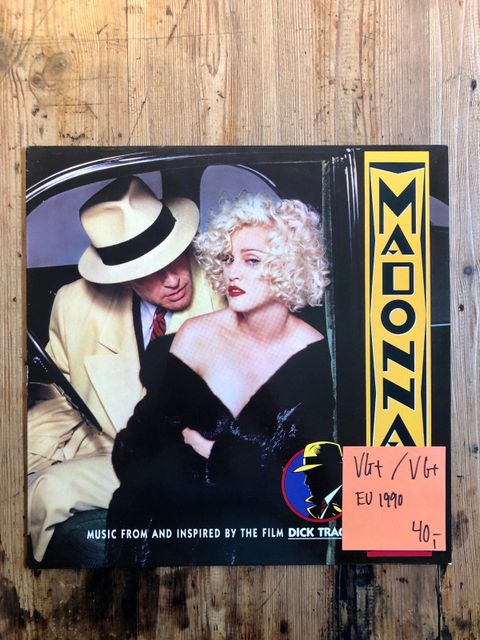 MADONNA
MUSIC FROM AND INSPIRED BY THE FILM DICK TRAC
VG+ / VG+
EU 1990
40,-